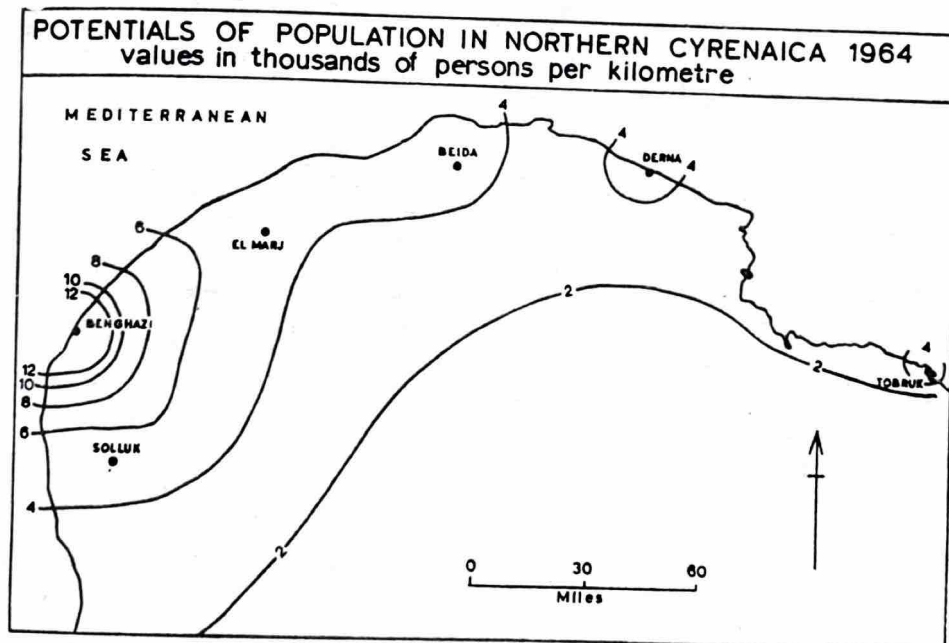 POTENTIALS OF POPULATION IN NORTHERN CYRENAICA 1964
values in thousands of persons per kilometre
MEDITERRANEAN
SEA
4
4
BEIDA
DERNA
4
6
EL MARJ
8
10
12
BENGHAZI
2
4
12
10
8
2
TOBRUK
6
SOLLUK
4
2
0 30 60
Miles